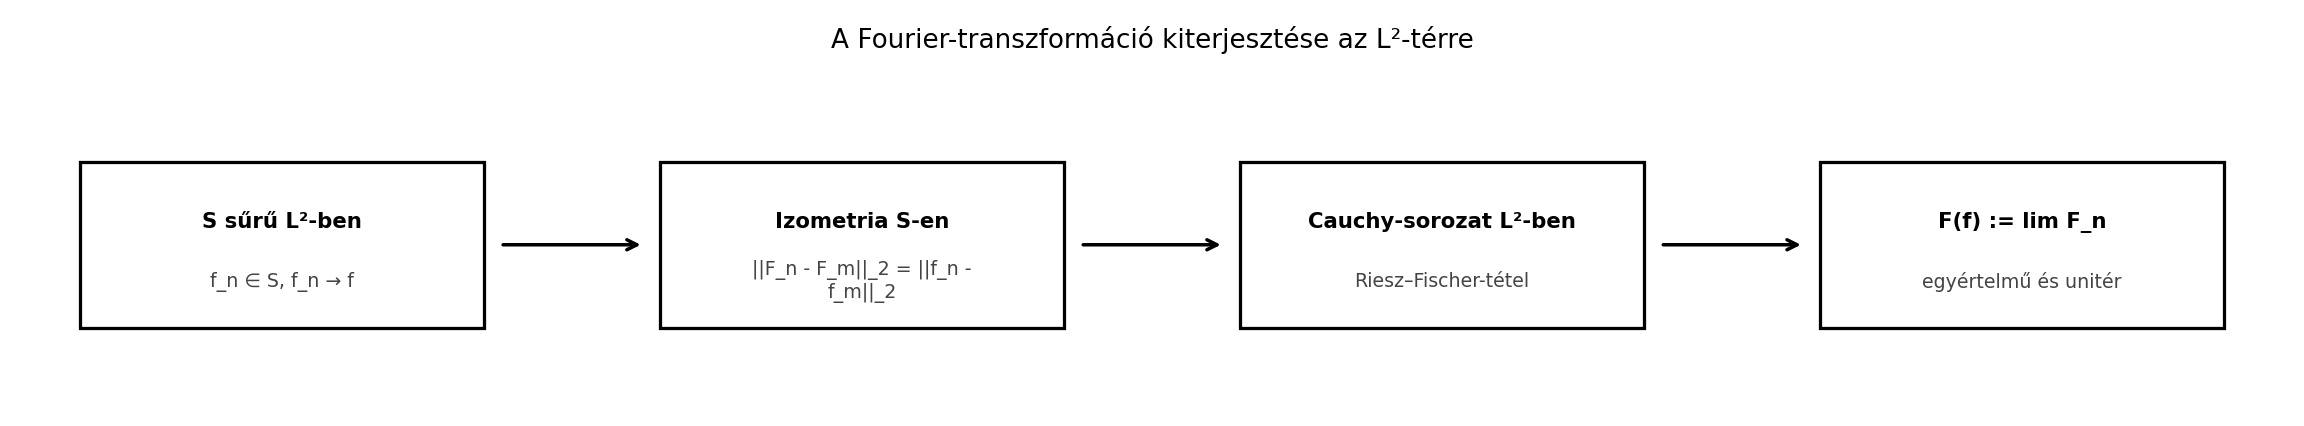 A Fourier-transzformáció kiterjesztése az L²-térre
S sűrű L²-ben
f_n ∈ S, f_n → f
Izometria S-en
||F_n - F_m||_2 = ||f_n -
f_m||_2
Cauchy-sorozat L²-ben
Riesz–Fischer-tétel
F(f) := lim F_n
egyértelmű és unitér